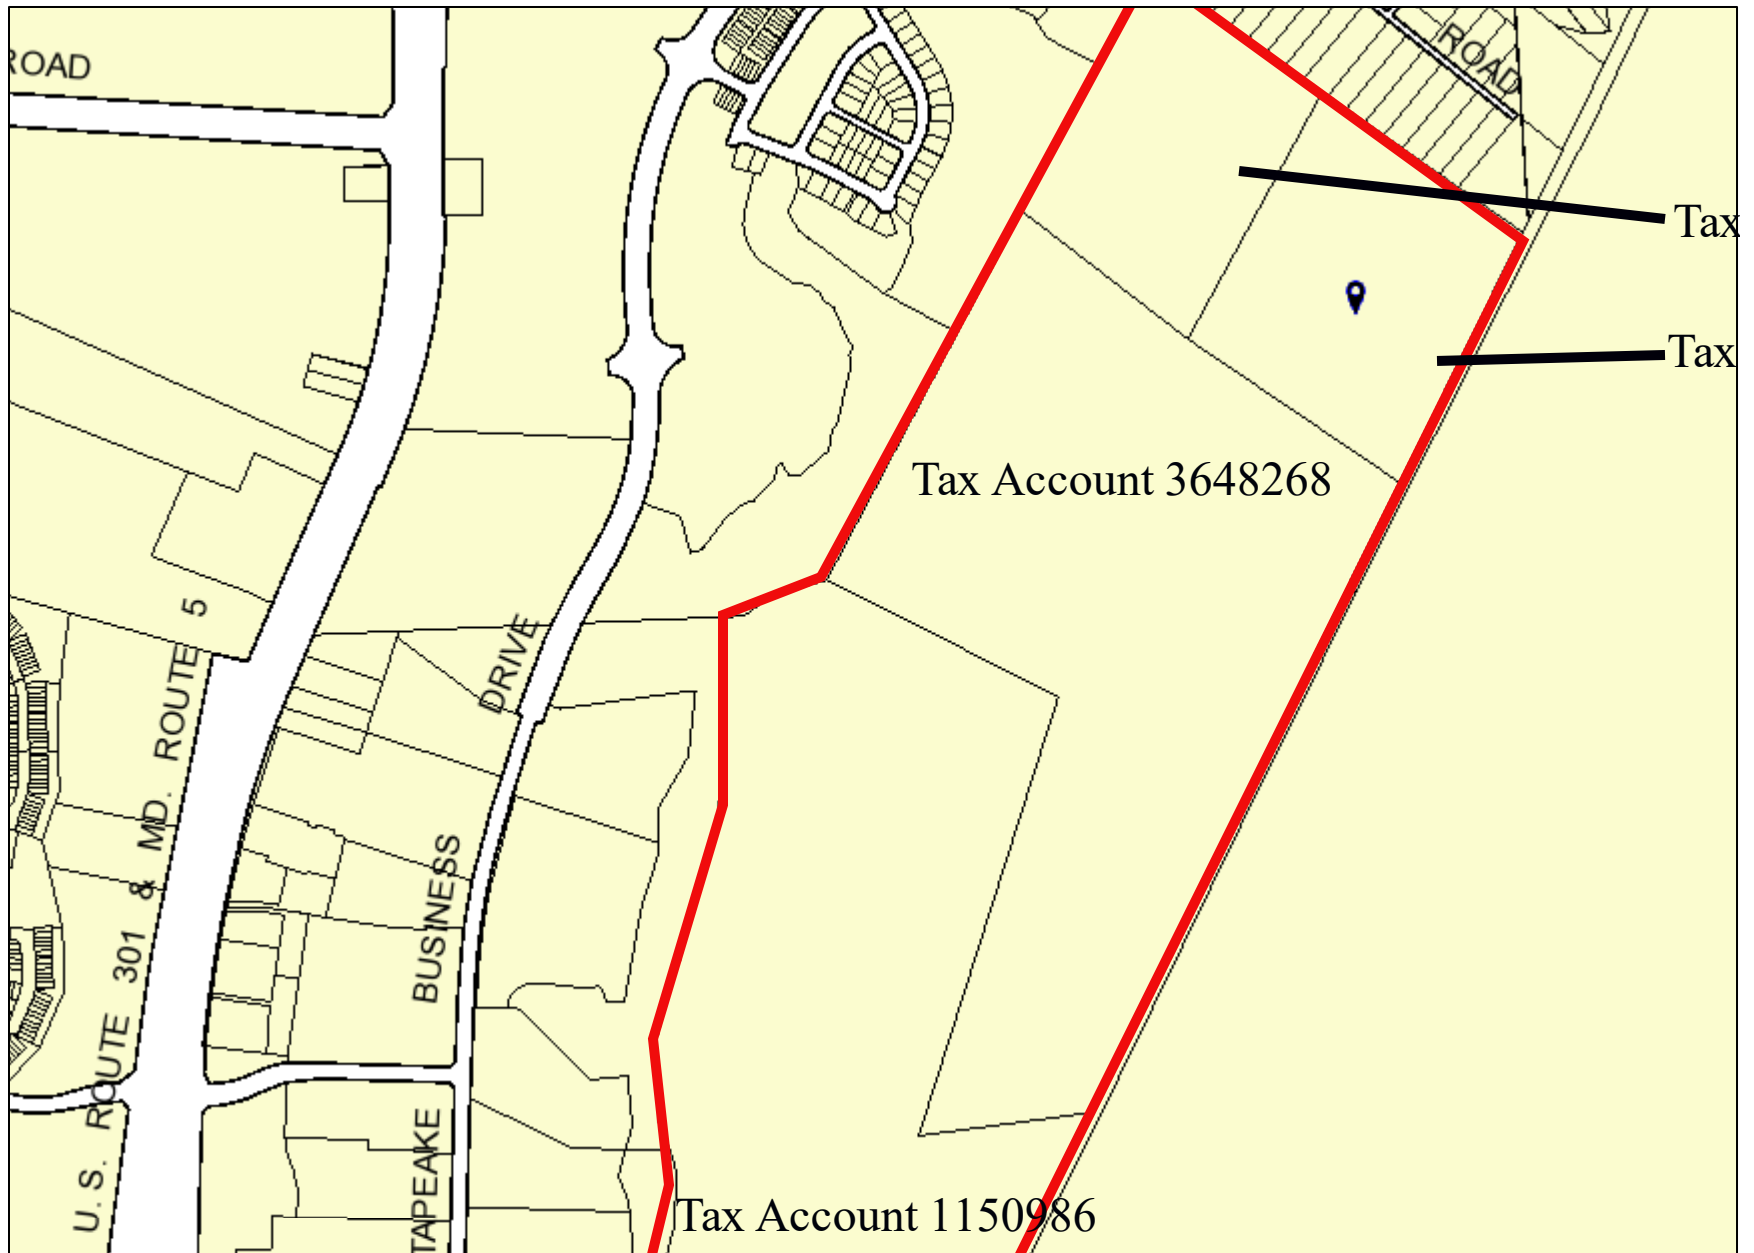 ROAD
ROAD
Tax
Tax
Tax Account 3648268
U.S. ROUTE 301 & MD. ROUTE 5
TAPEAKE BUSINESS DRIVE
Tax Account 1150986